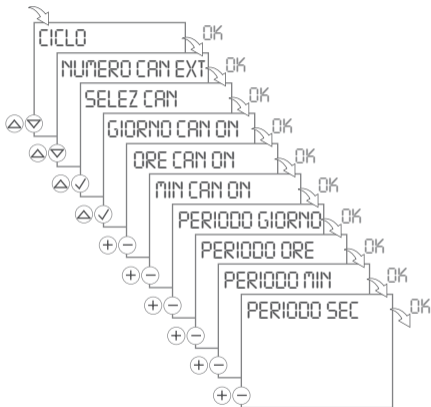 CICLO
OK
NUMERO CAN EXT
OK
SELEZ CAN
OK
GIORNO CAN ON
OK
ORE CAN ON
OK
MIN CAN ON
OK
PERIODO GIORNO
OK
PERIODO ORE
OK
PERIODO MIN
OK
PERIODO SEC
OK